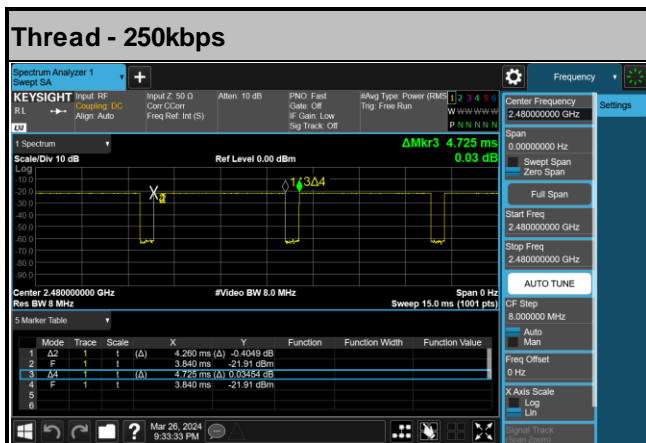 Thread - 250kbps
Spectrum Analyzer 1
Swept SA
Frequency
KEYSIGHT
RL
Input: RF
Coupling: DC
Align: Auto
Input Z: 50 Ω
Corr CCorr
Freq Ref: Int (S)
Atten: 10 dB
PNO: Fast
Gate: Off
IF Gain: Low
Sig Track: Off
#Avg Type: Power (RMS
Trig: Free Run
1 2 3 4 5 6
W W W W W W
P N N N N N
LXI
1 Spectrum
Scale/Div 10 dB
Ref Level 0.00 dBm
ΔMkr3 4.725 ms
0.03 dB
Log
-10.0
-20.0
-30.0
-40.0
-50.0
-60.0
-70.0
-80.0
-90.0
1/3Δ4
Center 2.480000000 GHz
#Video BW 8.0 MHz
Span 0 Hz
Res BW 8 MHz
Sweep 15.0 ms (1001 pts)
5 Marker Table
Mode Trace Scale X Y Function Function Width Function Value
1 Δ2 1 t (Δ) 4.260 ms (Δ) -0.4049 dB
2 F 1 t 3.840 ms -21.91 dBm
3 Δ4 1 t (Δ) 4.725 ms (Δ) 0.03454 dB
4 F 1 t 3.840 ms -21.91 dBm
5
6
Mar 26, 2024
9:33:33 PM
Center Frequency
2.480000000 GHz
Settings
Span
0.00000000 Hz
Swept Span
Zero Span
Full Span
Start Freq
2.480000000 GHz
Stop Freq
2.480000000 GHz
AUTO TUNE
CF Step
8.000000 MHz
Auto
Man
Freq Offset
0 Hz
X Axis Scale
Log
Lin
Signal Track
(Span Zoom)